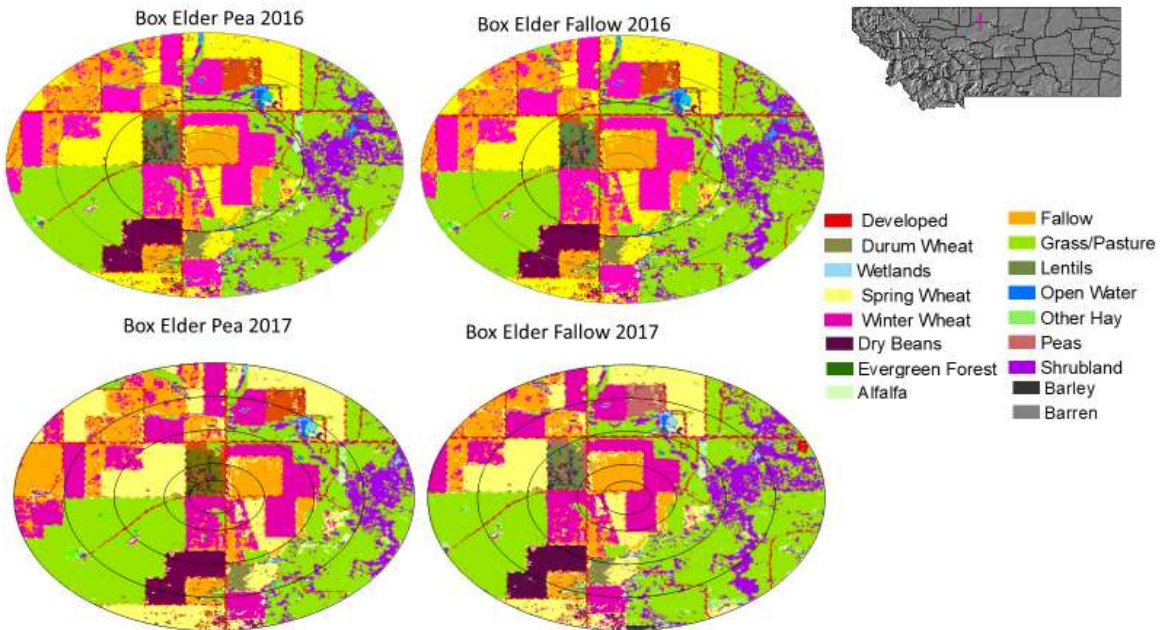 Box Elder Pea 2016
Box Elder Fallow 2016
Developed
Durum Wheat
Wetlands
Spring Wheat
Winter Wheat
Dry Beans
Evergreen Forest
Alfalfa
Fallow
Grass/Pasture
Lentils
Open Water
Other Hay
Peas
Shrubland
Barley
Barren
Box Elder Pea 2017
Box Elder Fallow 2017